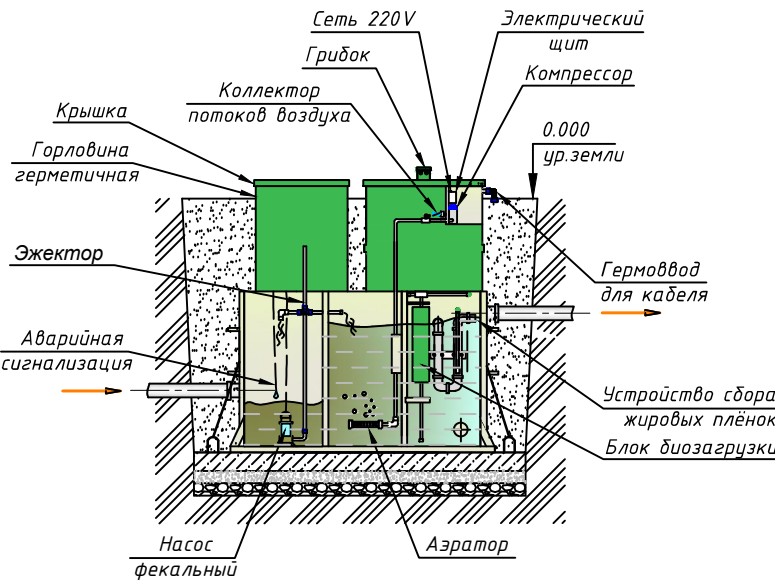 Сеть 220V
Электрический
щит
Грибок
Компрессор
Коллектор
потоков воздуха
Крышка
0.000
ур.земли
Горловина
герметичная
Эжектор
Гермоввод
для кабеля
Аварийная
сигнализация
Устройство сбора
жировых плёнок
Блок биозагрузки
Насос
фекальный
Аэратор